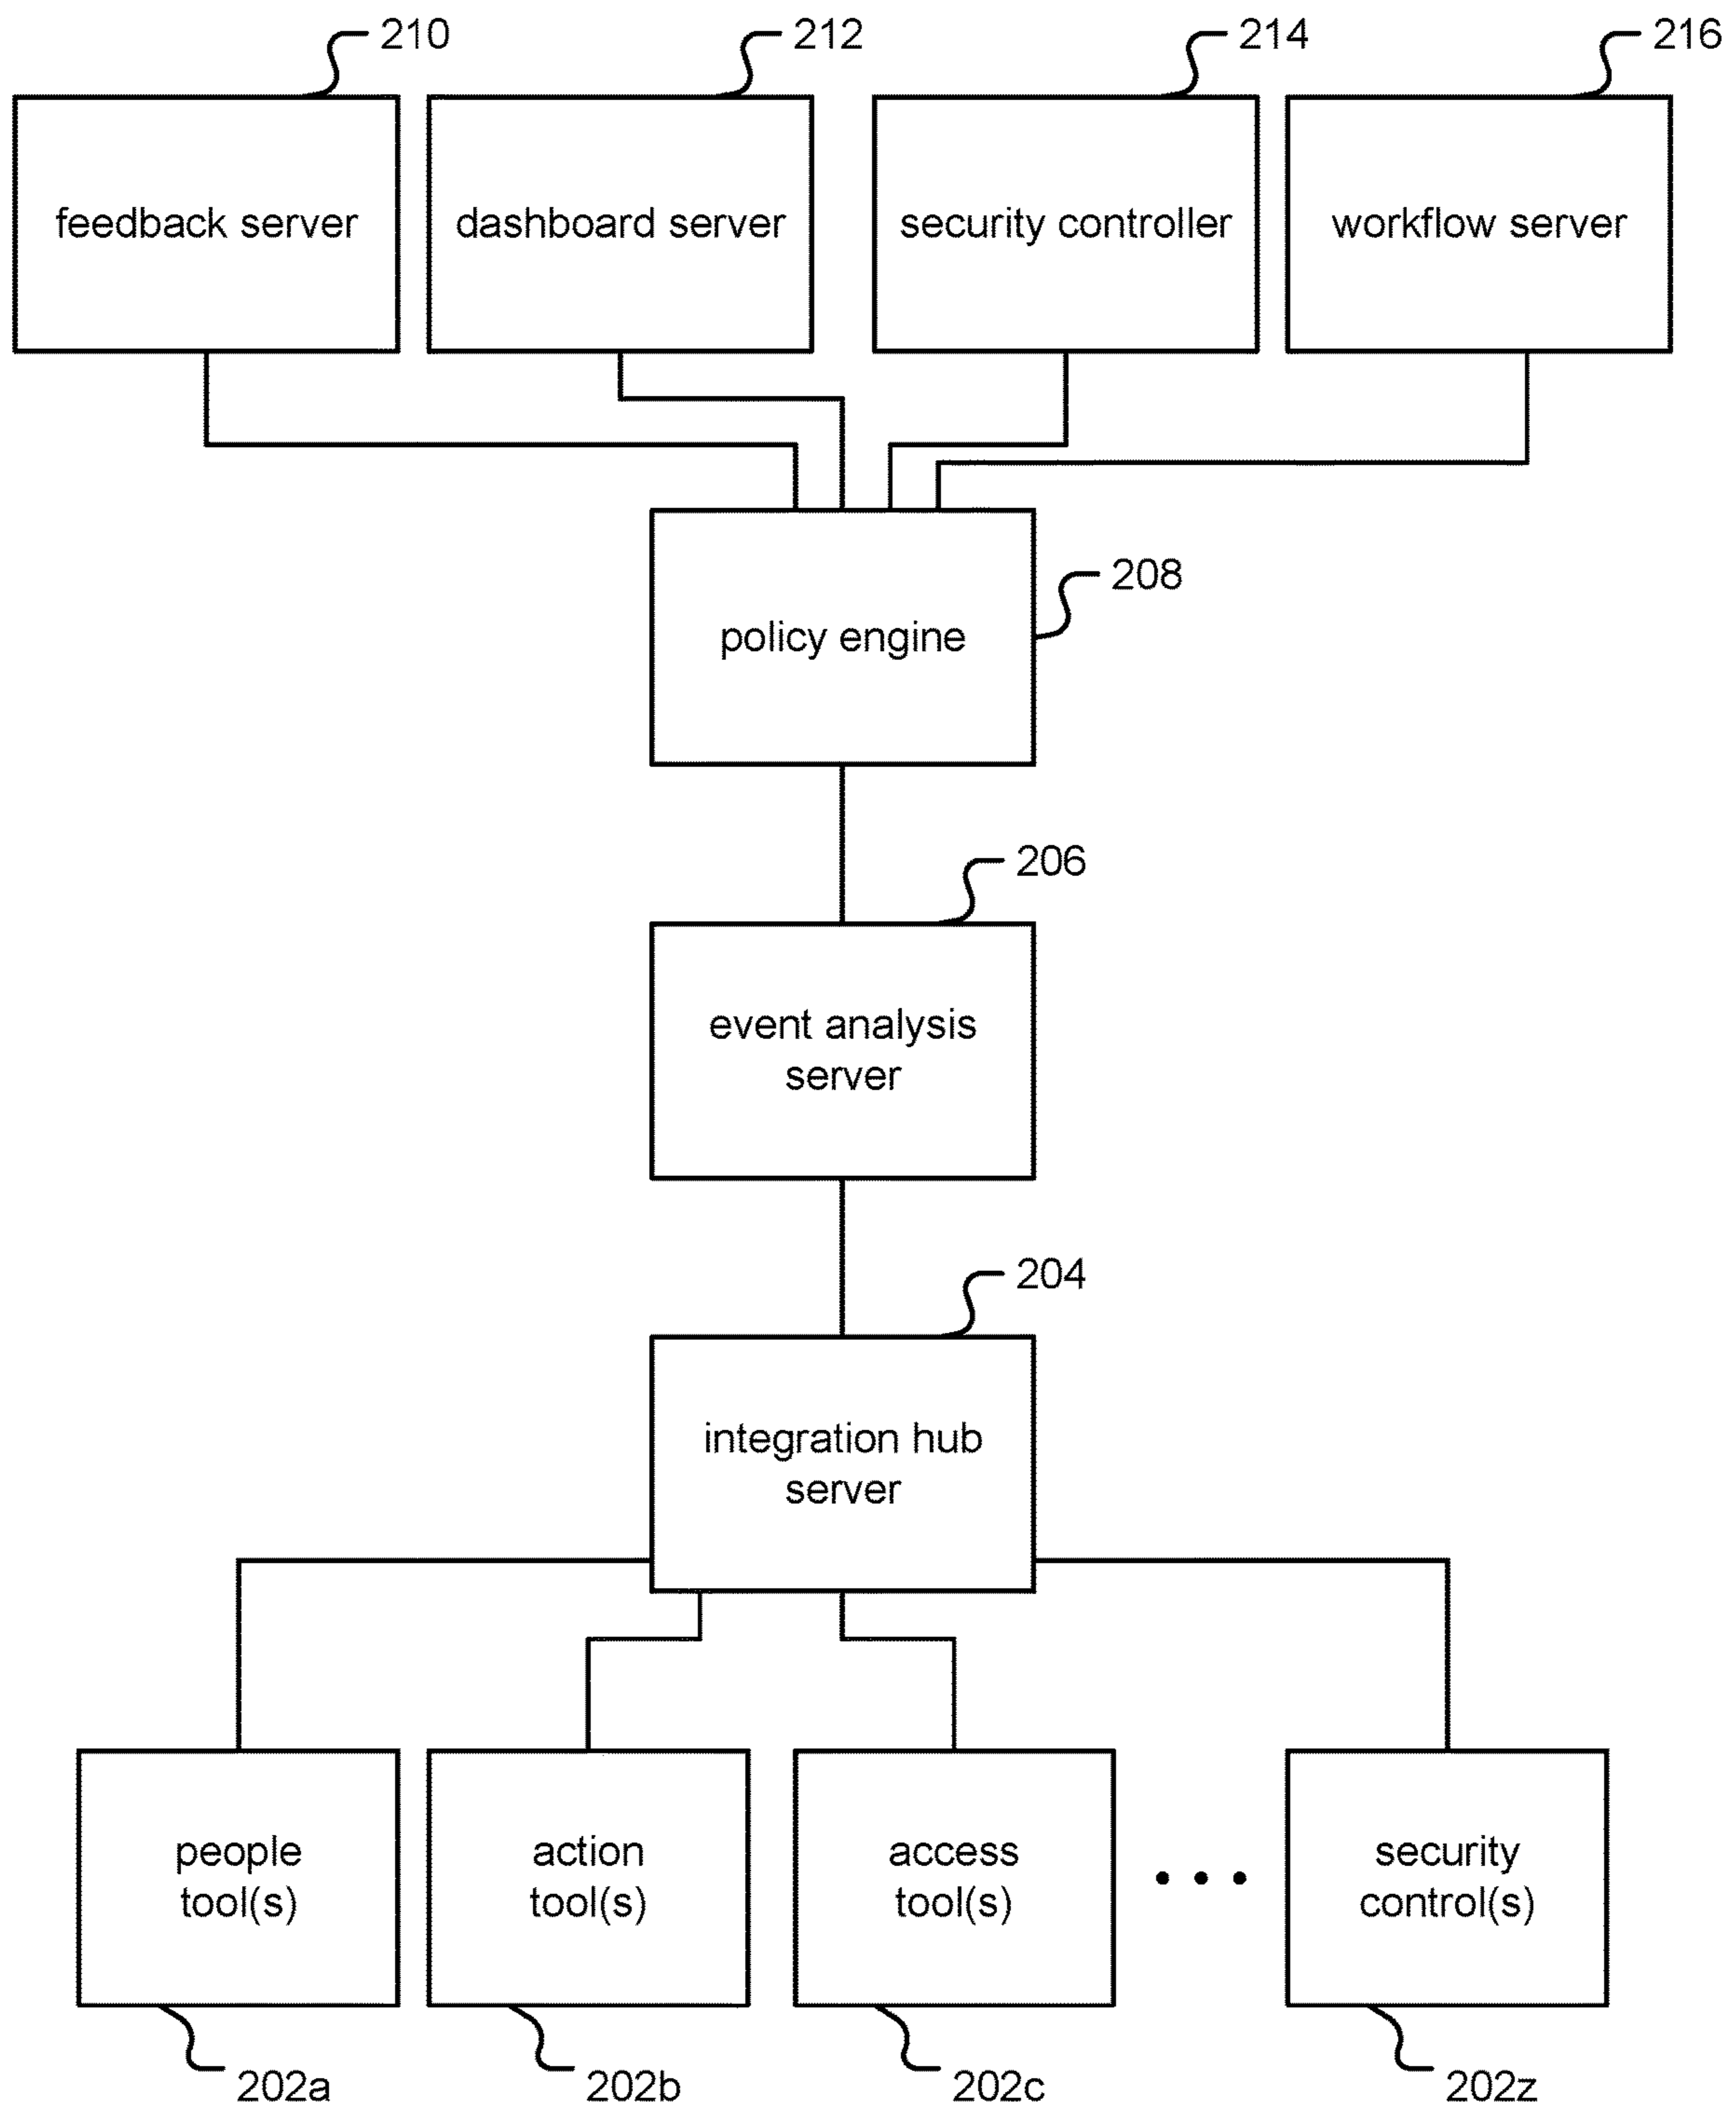 210
212
214
216
feedback server
dashboard server
security controller
workflow server
208
policy engine
206
event analysis
server
204
integration hub
server
people
tool(s)
action
tool(s)
access
tool(s)
• • •
security
control(s)
202a
202b
202c
202z